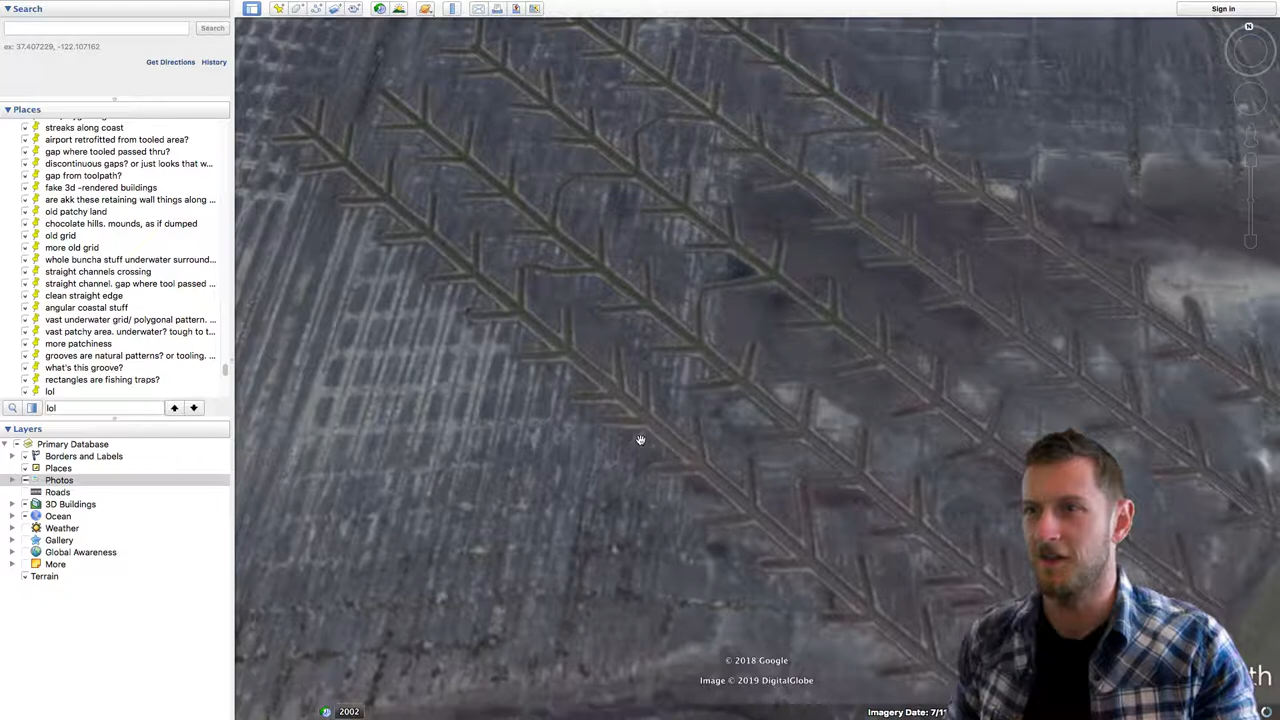 Search
Sign in
Search
ex: 37.407229, -122.107162
Get Directions
History
Places
streaks along coast
airport retrofitted from tooled area?
gap where tooled passed thru?
discontinuous gaps? or just looks that w...
gap from toolpath?
fake 3d -rendered buildings
are akk these retaining wall things along ...
old patchy land
chocolate hills. mounds, as if dumped
old grid
more old grid
whole buncha stuff underwater surround...
straight channels crossing
straight channel. gap where tool passed ...
clean straight edge
angular coastal stuff
vast underwater grid/ polygonal pattern. ...
vast patchy area. underwater? tough to t...
more patchiness
grooves are natural patterns? or tooling. ...
what's this groove?
rectangles are fishing traps?
lol
lol
Layers
Primary Database
Borders and Labels
Places
Photos
Roads
3D Buildings
Ocean
Weather
Gallery
Global Awareness
More
Terrain
N
© 2018 Google
Image © 2019 DigitalGlobe
2002
Imagery Date: 7/1
th